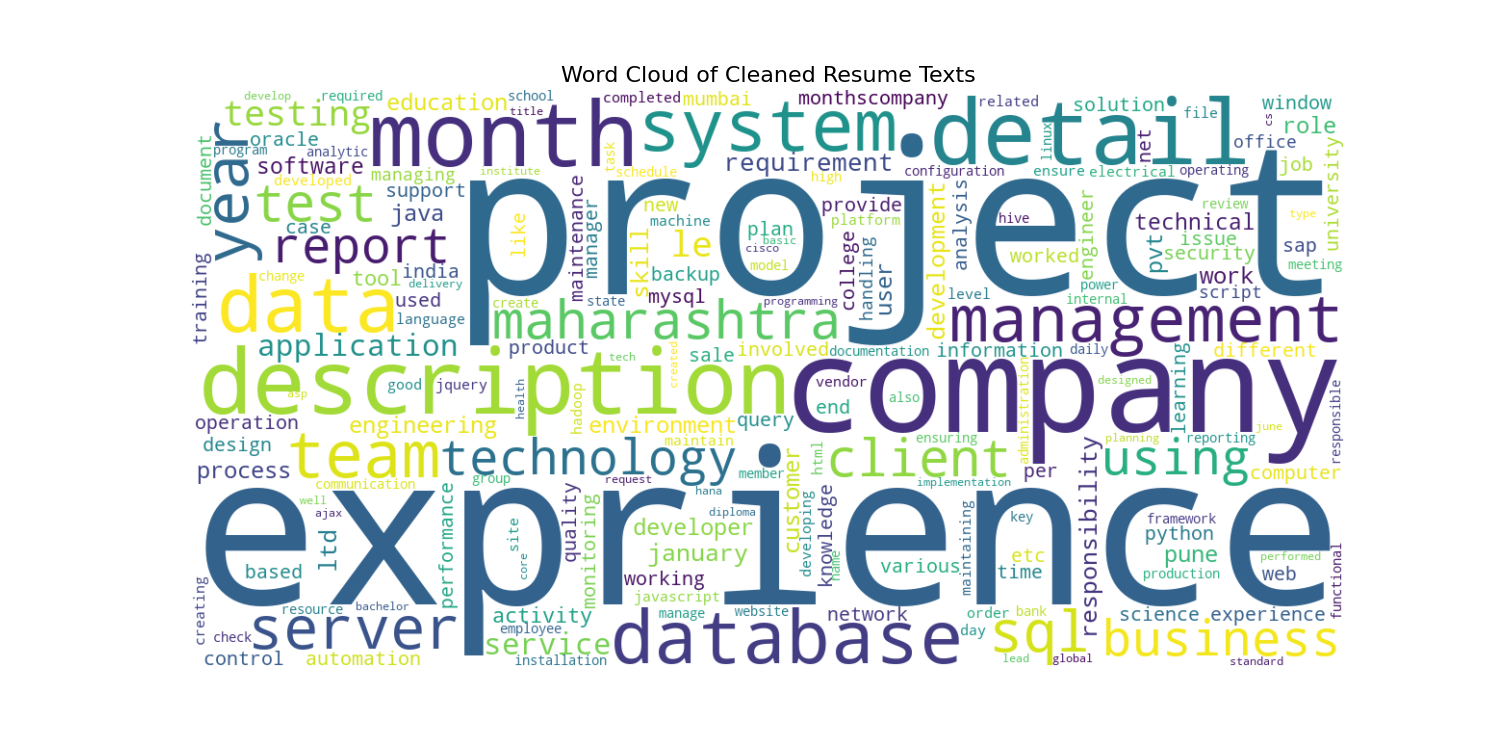 Word Cloud of Cleaned Resume Texts
develop required education school completed mumbai monthscompany related solution file window
testing title cs role
year month system detail linux net office
document program oracle analytic software managing institute task schedule requirement high configuration ensure electrical operating job university
developed support test case java like new machine skill le plan basic cisco model provide platform hive technical review type
project
report maintenance manager backup college handling user development analysis worked engineer pvt issue security sap meeting
training change tool india delivery used language data create state mysql programming level power internal work script
maharashtra management
application product tech created sale involved documentation information daily different learning
description company
asp good jquery health hadoop vendor also end designed administration responsible
operation engineering environment query
design process team technology maintain member html client ensuring planning reporting june using computer
communication group request hana customer implementation per responsibility
well ajax performance site core quality monitoring diploma developer january developing knowledge name key framework python pune performed functional
experience
exprience
ltd based working javascript various maintaining etc time production web
creating resource bachelor activity manage website network order bank day science
check server employee service database sql business
control automation installation lead global standard